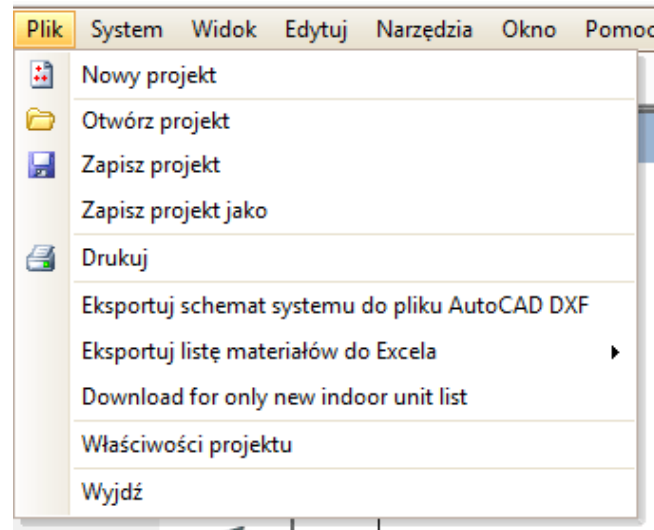 Plik System Widok Edytuj Narzędzia Okno Pomoc
Nowy projekt
Otwórz projekt
Zapisz projekt
Zapisz projekt jako
Drukuj
Eksportuj schemat systemu do pliku AutoCAD DXF
Eksportuj listę materiałów do Excela
Download for only new indoor unit list
Właściwości projektu
Wyjdź